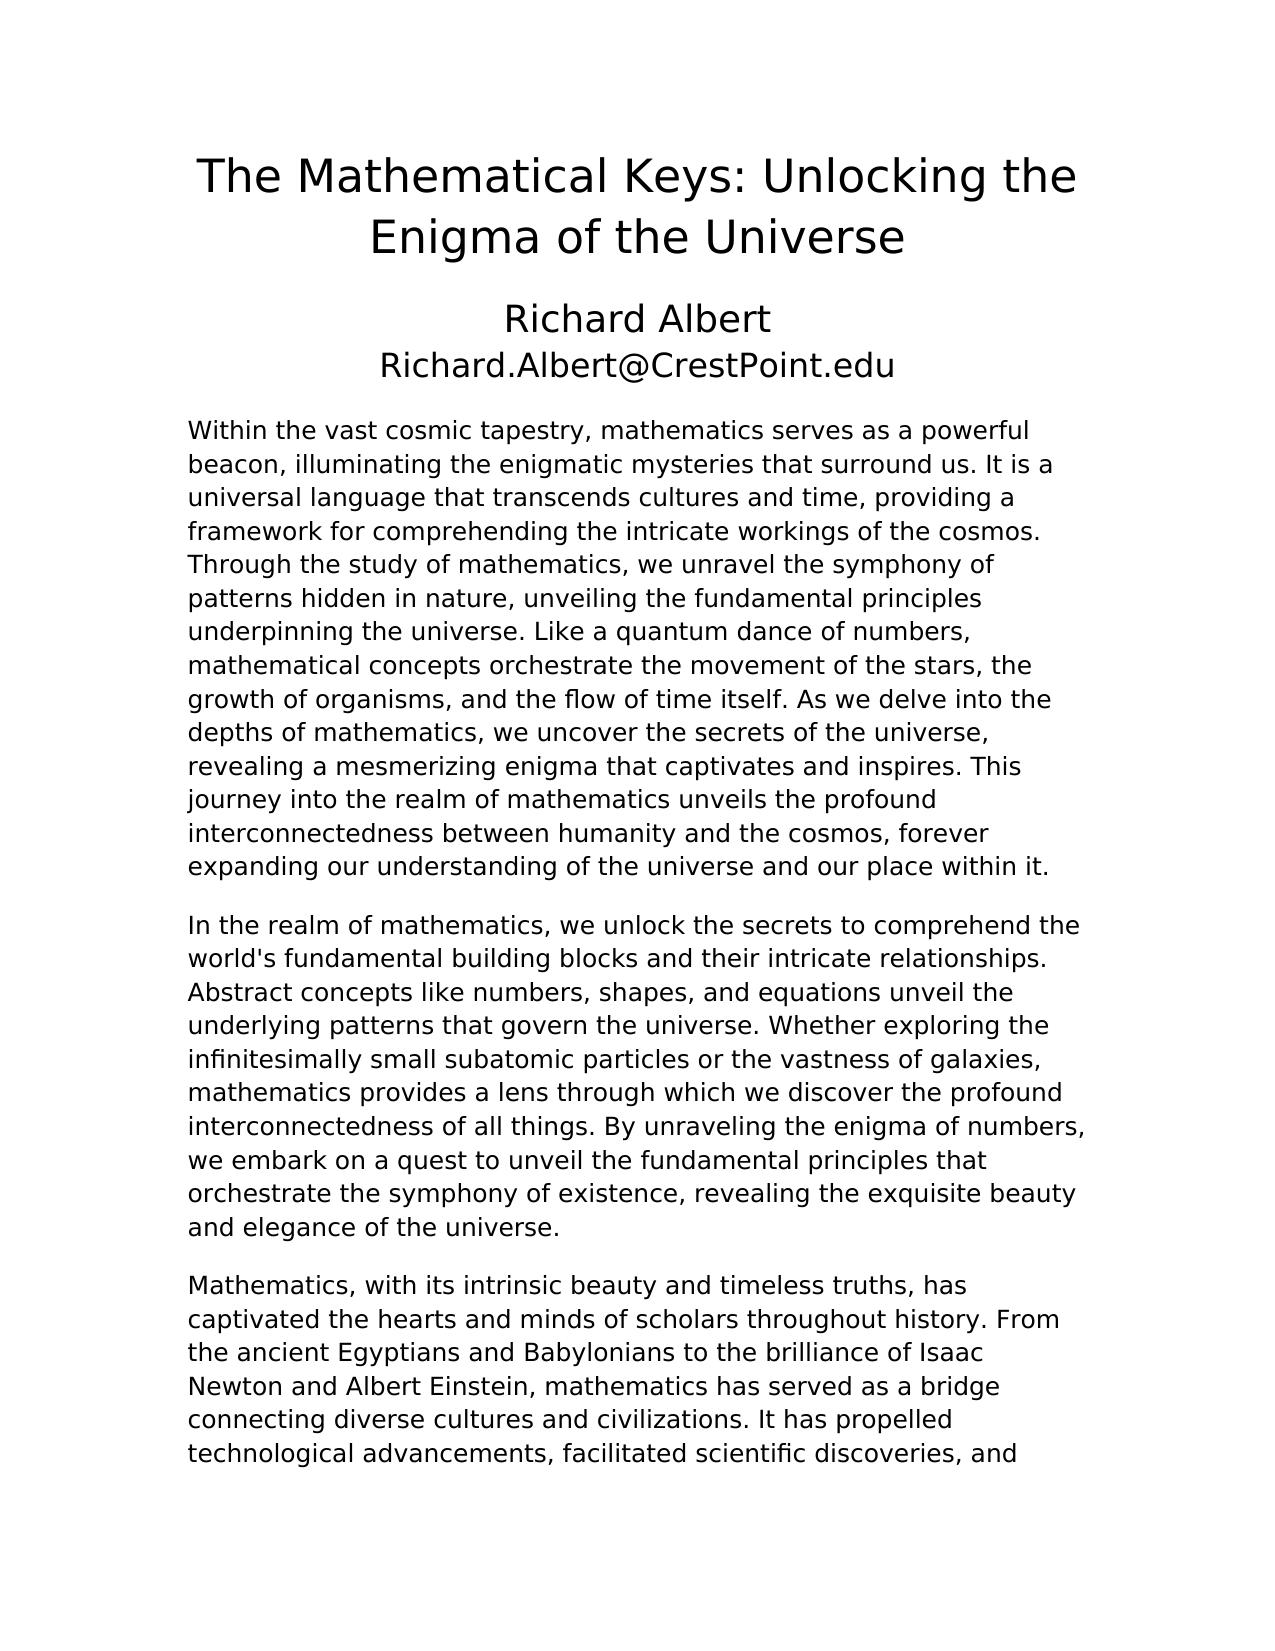 The Mathematical Keys: Unlocking the
Enigma of the Universe
Richard Albert
Richard.Albert@CrestPoint.edu
Within the vast cosmic tapestry, mathematics serves as a powerful
beacon, illuminating the enigmatic mysteries that surround us. It is a
universal language that transcends cultures and time, providing a
framework for comprehending the intricate workings of the cosmos.
Through the study of mathematics, we unravel the symphony of
patterns hidden in nature, unveiling the fundamental principles
underpinning the universe. Like a quantum dance of numbers,
mathematical concepts orchestrate the movement of the stars, the
growth of organisms, and the flow of time itself. As we delve into the
depths of mathematics, we uncover the secrets of the universe,
revealing a mesmerizing enigma that captivates and inspires. This
journey into the realm of mathematics unveils the profound
interconnectedness between humanity and the cosmos, forever
expanding our understanding of the universe and our place within it.
In the realm of mathematics, we unlock the secrets to comprehend the
world's fundamental building blocks and their intricate relationships.
Abstract concepts like numbers, shapes, and equations unveil the
underlying patterns that govern the universe. Whether exploring the
infinitesimally small subatomic particles or the vastness of galaxies,
mathematics provides a lens through which we discover the profound
interconnectedness of all things. By unraveling the enigma of numbers,
we embark on a quest to unveil the fundamental principles that
orchestrate the symphony of existence, revealing the exquisite beauty
and elegance of the universe.
Mathematics, with its intrinsic beauty and timeless truths, has
captivated the hearts and minds of scholars throughout history. From
the ancient Egyptians and Babylonians to the brilliance of Isaac
Newton and Albert Einstein, mathematics has served as a bridge
connecting diverse cultures and civilizations. It has propelled
technological advancements, facilitated scientific discoveries, and